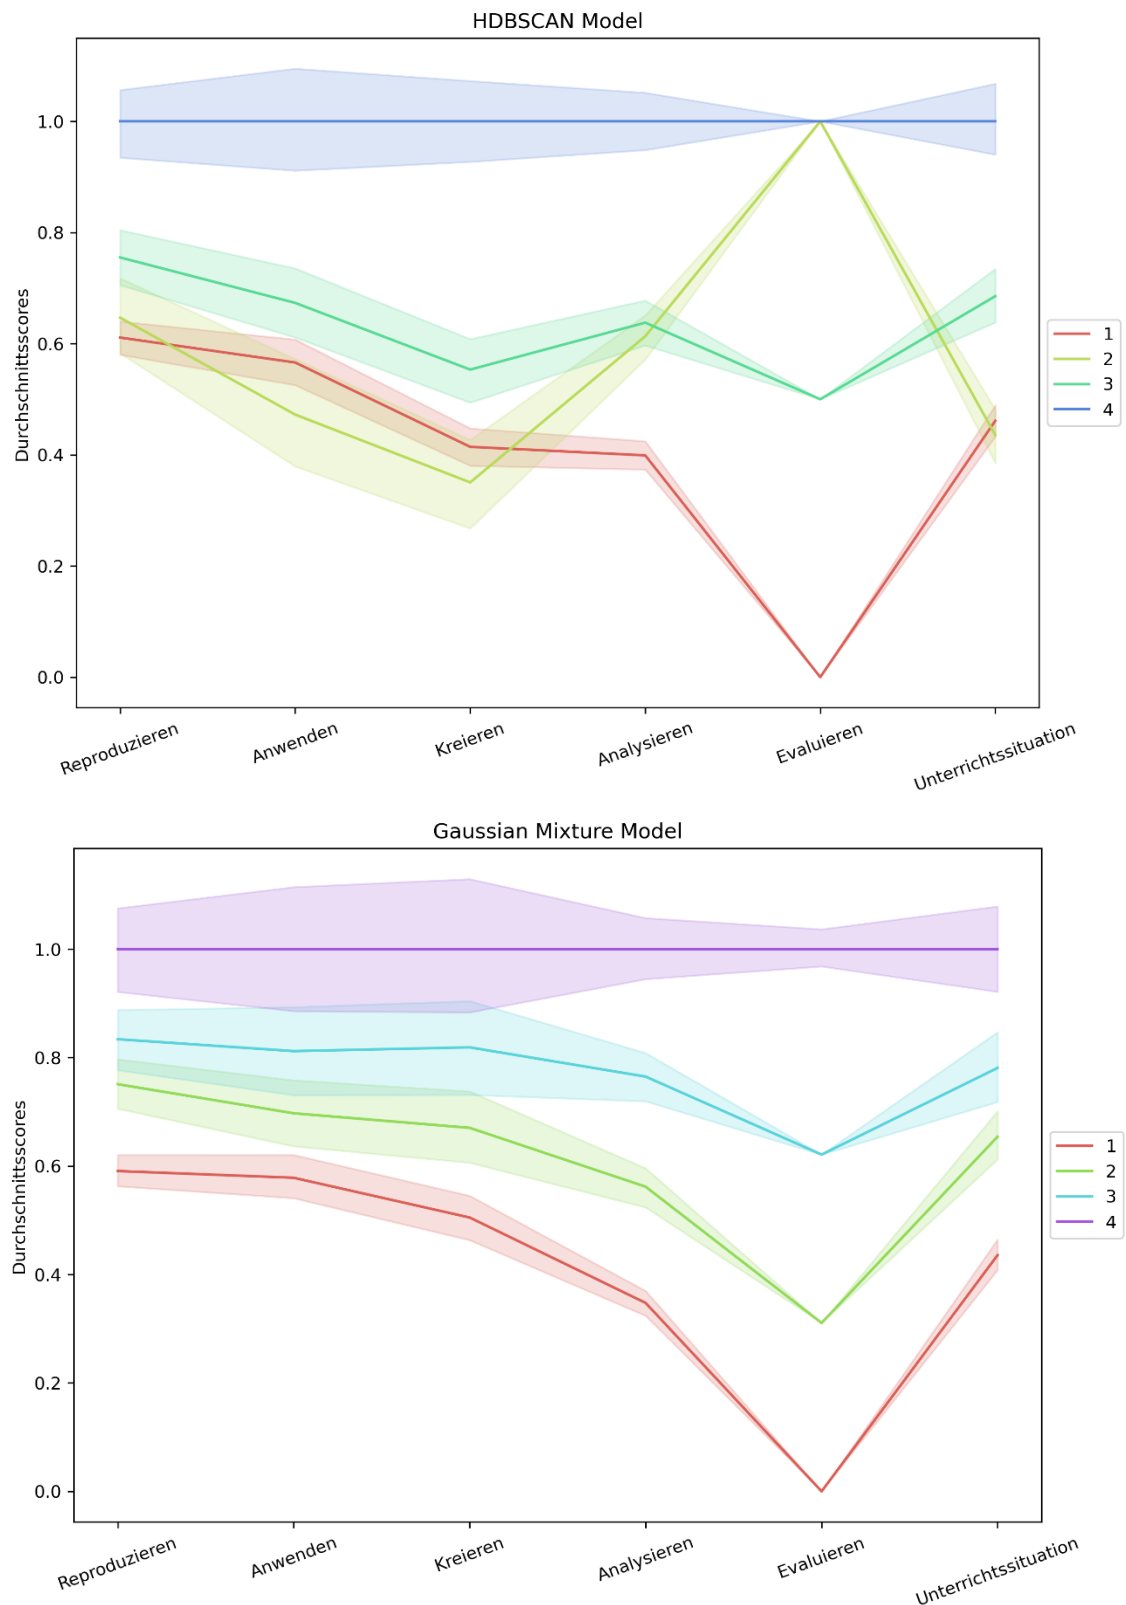 HDBSCAN Model
Durchschnittsscores
1.0
0.8
0.6
0.4
0.2
0.0
Reproduzieren
Anwenden
Kreieren
Analysieren
Evaluieren
Unterrichtssituation
1
2
3
4
Gaussian Mixture Model
Durchschnittsscores
1.0
0.8
0.6
0.4
0.2
0.0
Reproduzieren
Anwenden
Kreieren
Analysieren
Evaluieren
Unterrichtssituation
1
2
3
4